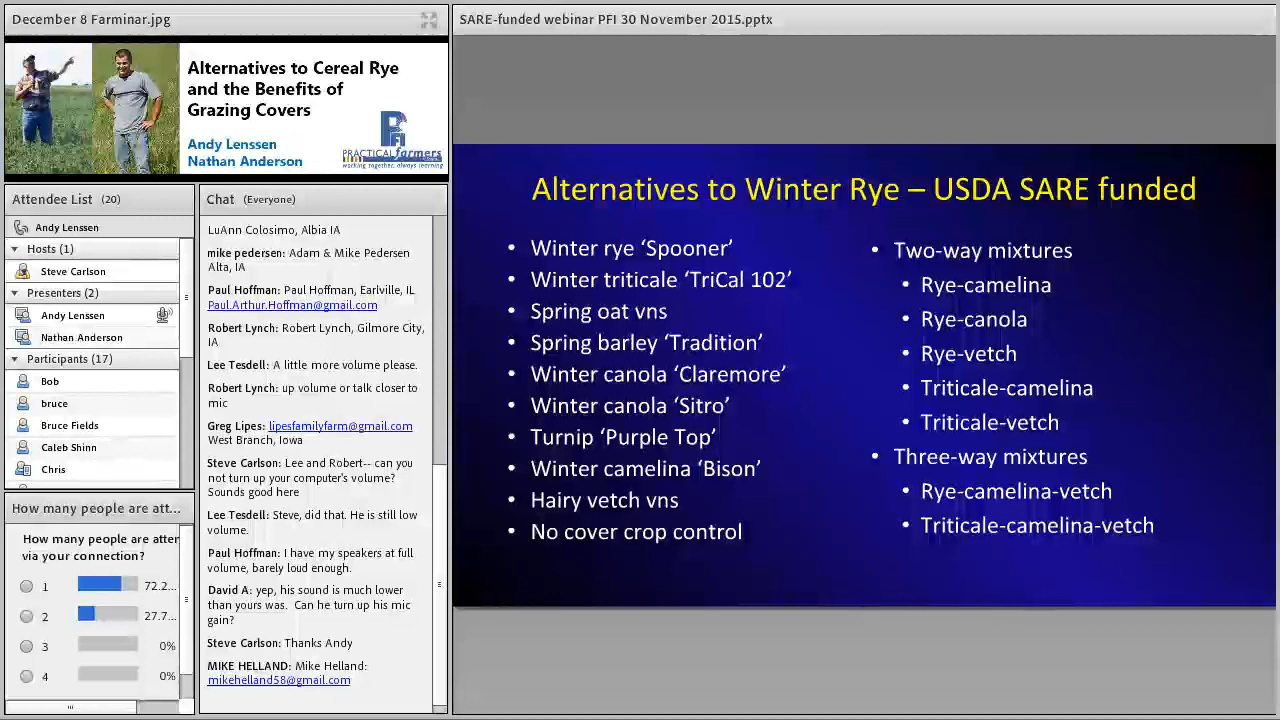 December 8 Farminar.jpg
Alternatives to Cereal Rye
and the Benefits of
Grazing Covers
Andy Lenssen
Nathan Anderson
PFI
PRACTICAL farmers
working together, always learning
Attendee List (20)
Andy Lenssen
Hosts (1)
Steve Carlson
Presenters (2)
Andy Lenssen
Nathan Anderson
Participants (17)
Bob
bruce
Bruce Fields
Caleb Shinn
Chris
How many people are att...
How many people are atten
via your connection?
1 72.2...
2 27.7...
3 0%
4 0%
Chat (Everyone)
LuAnn Colosimo, Albia IA
mike pedersen: Adam & Mike Pedersen
Alta, IA
Paul Hoffman: Paul Hoffman, Earlville, IL
Paul.Arthur.Hoffman@gmail.com
Robert Lynch: Robert Lynch, Gilmore City,
IA
Lee Tesdell: A little more volume please.
Robert Lynch: up volume or talk closer to
mic
Greg Lipes: lipesfamilyfarm@gmail.com
West Branch, Iowa
Steve Carlson: Lee and Robert-- can you
not turn up your computer's volume?
Sounds good here
Lee Tesdell: Steve, did that. He is still low
volume.
Paul Hoffman: I have my speakers at full
volume, barely loud enough.
David A: yep, his sound is much lower
than yours was. Can he turn up his mic
gain?
Steve Carlson: Thanks Andy
MIKE HELLAND: Mike Helland:
mikehelland58@gmail.com
SARE-funded webinar PFI 30 November 2015.pptx
Alternatives to Winter Rye – USDA SARE funded
• Winter rye ‘Spooner’
• Winter triticale ‘TriCal 102’
• Spring oat vns
• Spring barley ‘Tradition’
• Winter canola ‘Claremore’
• Winter canola ‘Sitro’
• Turnip ‘Purple Top’
• Winter camelina ‘Bison’
• Hairy vetch vns
• No cover crop control
• Two-way mixtures
• Rye-camelina
• Rye-canola
• Rye-vetch
• Triticale-camelina
• Triticale-vetch
• Three-way mixtures
• Rye-camelina-vetch
• Triticale-camelina-vetch